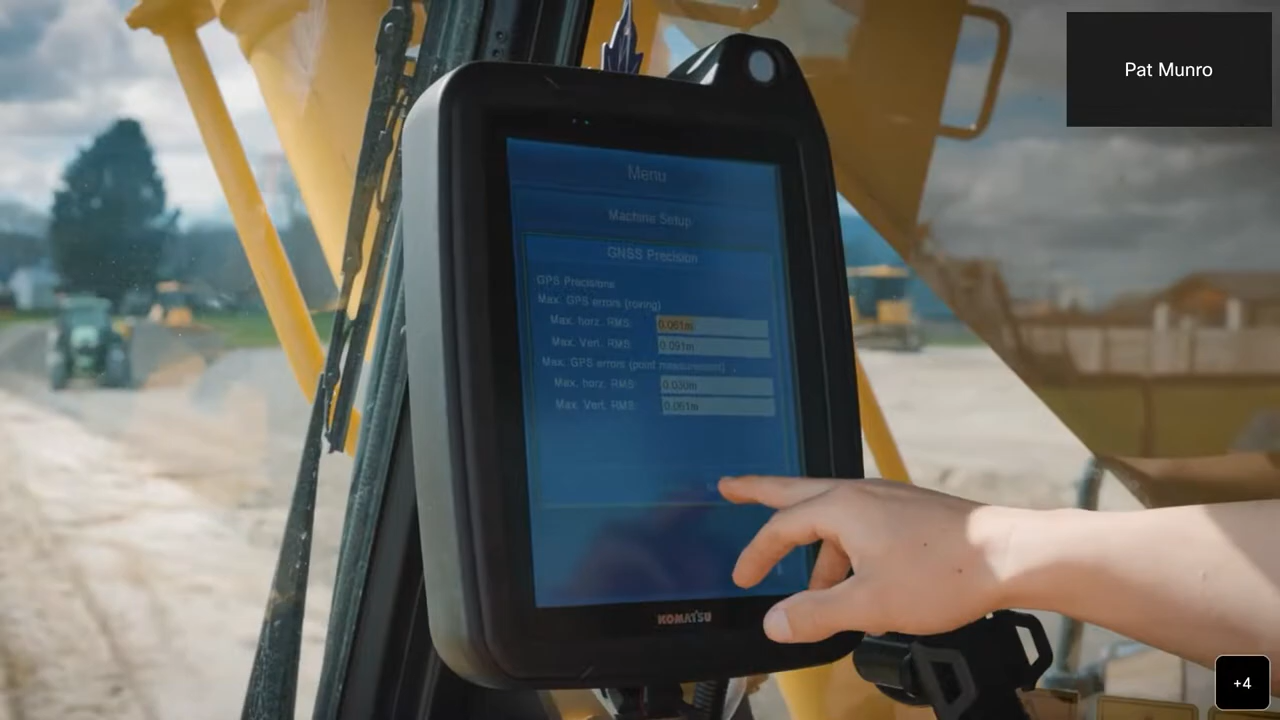 Pat Munro
Menu
Machine Setup
GNSS Precision
GPS Precisions
Max. GPS errors (roning)
Max. horz. RMS: 0.061m
Max. Vert. RMS: 0.091m
Max. GPS errors (point measurement)
Max. horz. RMS: 0.030m
Max. Vert. RMS: 0.061m
KOMATSU
+4